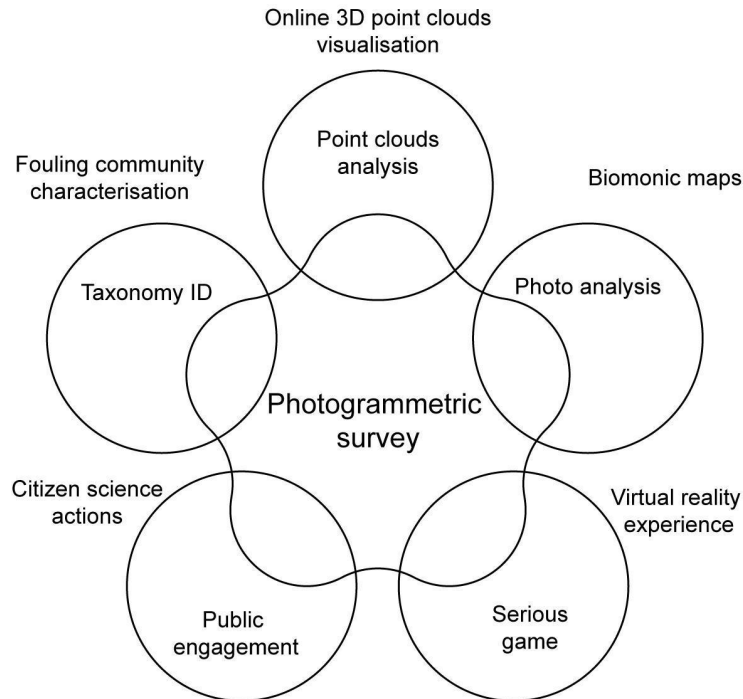 Online 3D point clouds
visualisation
Point clouds
analysis
Fouling community
characterisation
Biomonic maps
Taxonomy ID
Photo analysis
Photogrammetric
survey
Citizen science
actions
Virtual reality
experience
Public
engagement
Serious
game